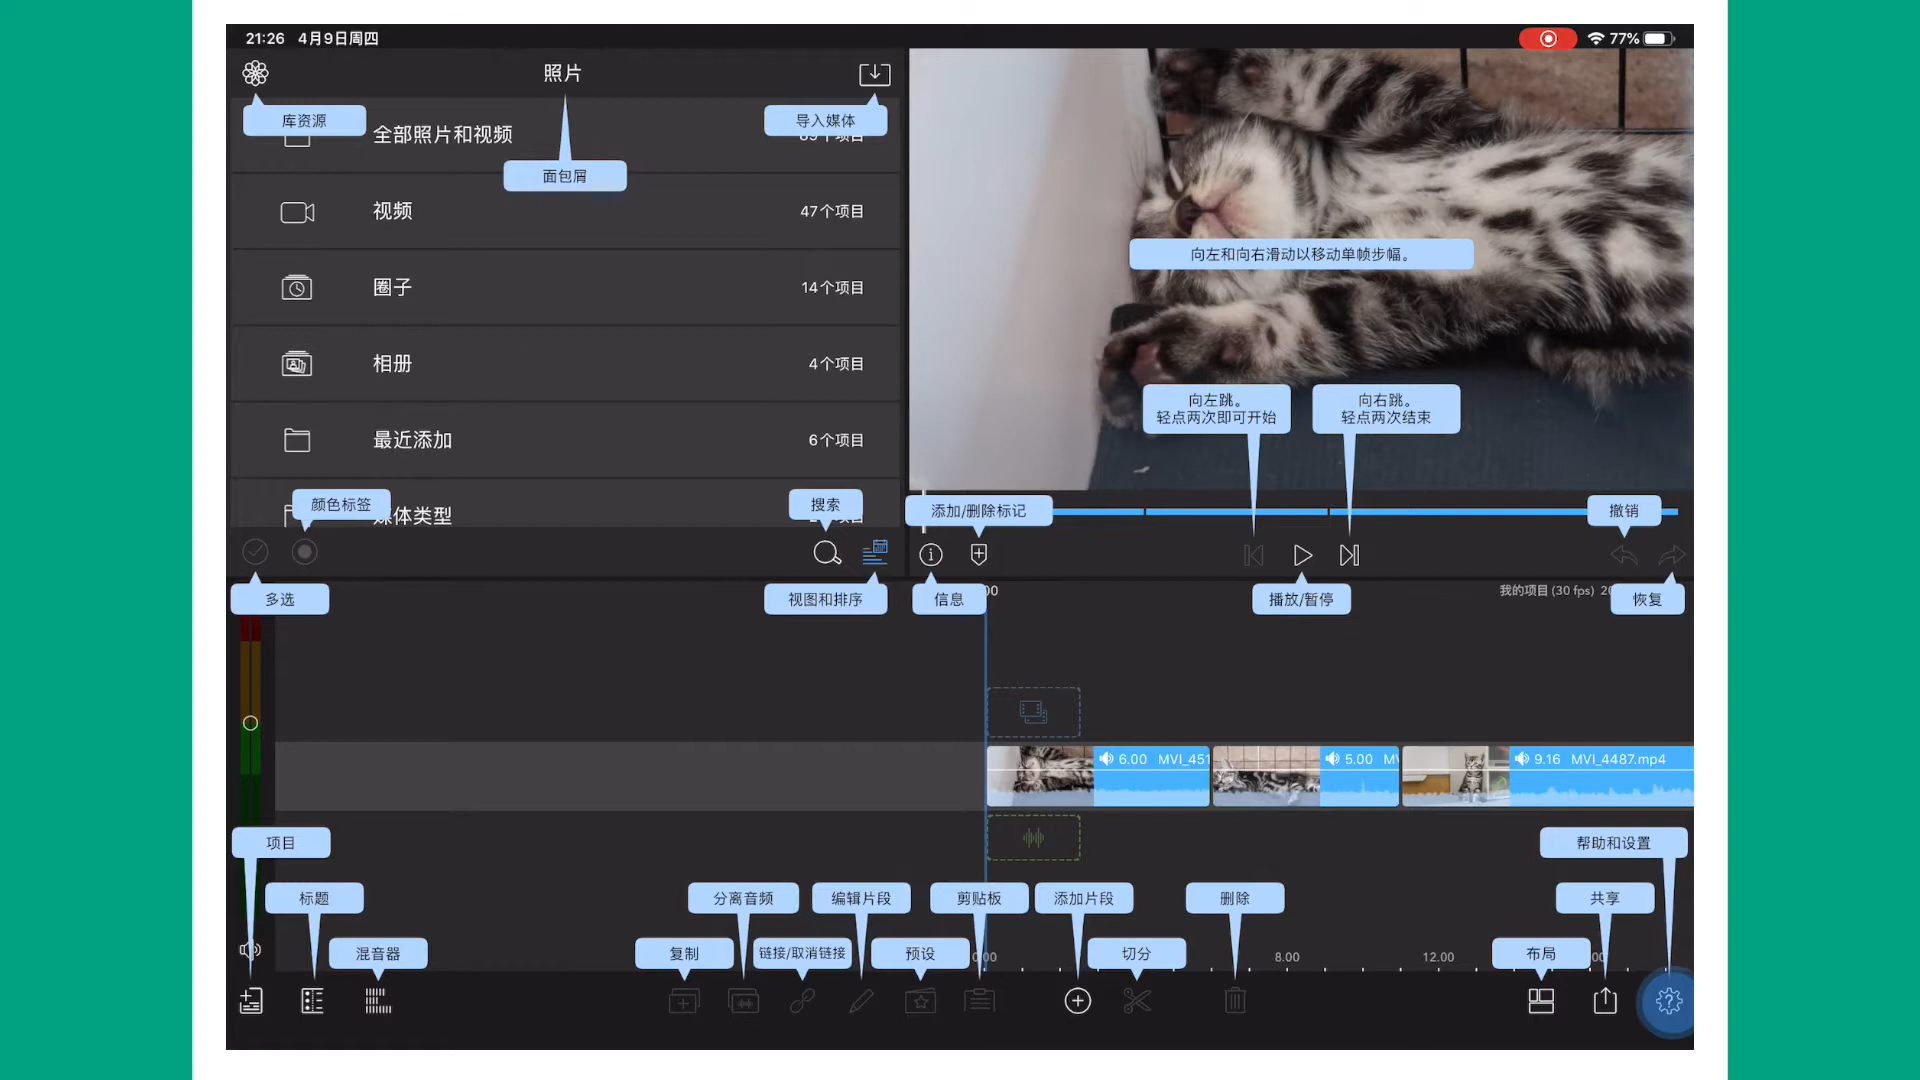 21:26 4月9日周四
77%
照片
库资源
导入媒体
全部照片和视频
面包屑
视频
47个项目
向左和向右滑动以移动单帧步幅。
圈子
14个项目
相册
4个项目
向左跳。
轻点两次即可开始
向右跳。
轻点两次结束
最近添加
6个项目
颜色标签
体类型
搜索
添加/删除标记
撤销
多选
视图和排序
信息
00
播放/暂停
我的项目 (30 fps)
恢复
6.00 MVI_451
5.00
9.16 MVI_4487.mp4
项目
帮助和设置
标题
分离音频
编辑片段
剪贴板
添加片段
删除
共享
混音器
复制
链接/取消链接
预设
切分
8.00
12.00
布局